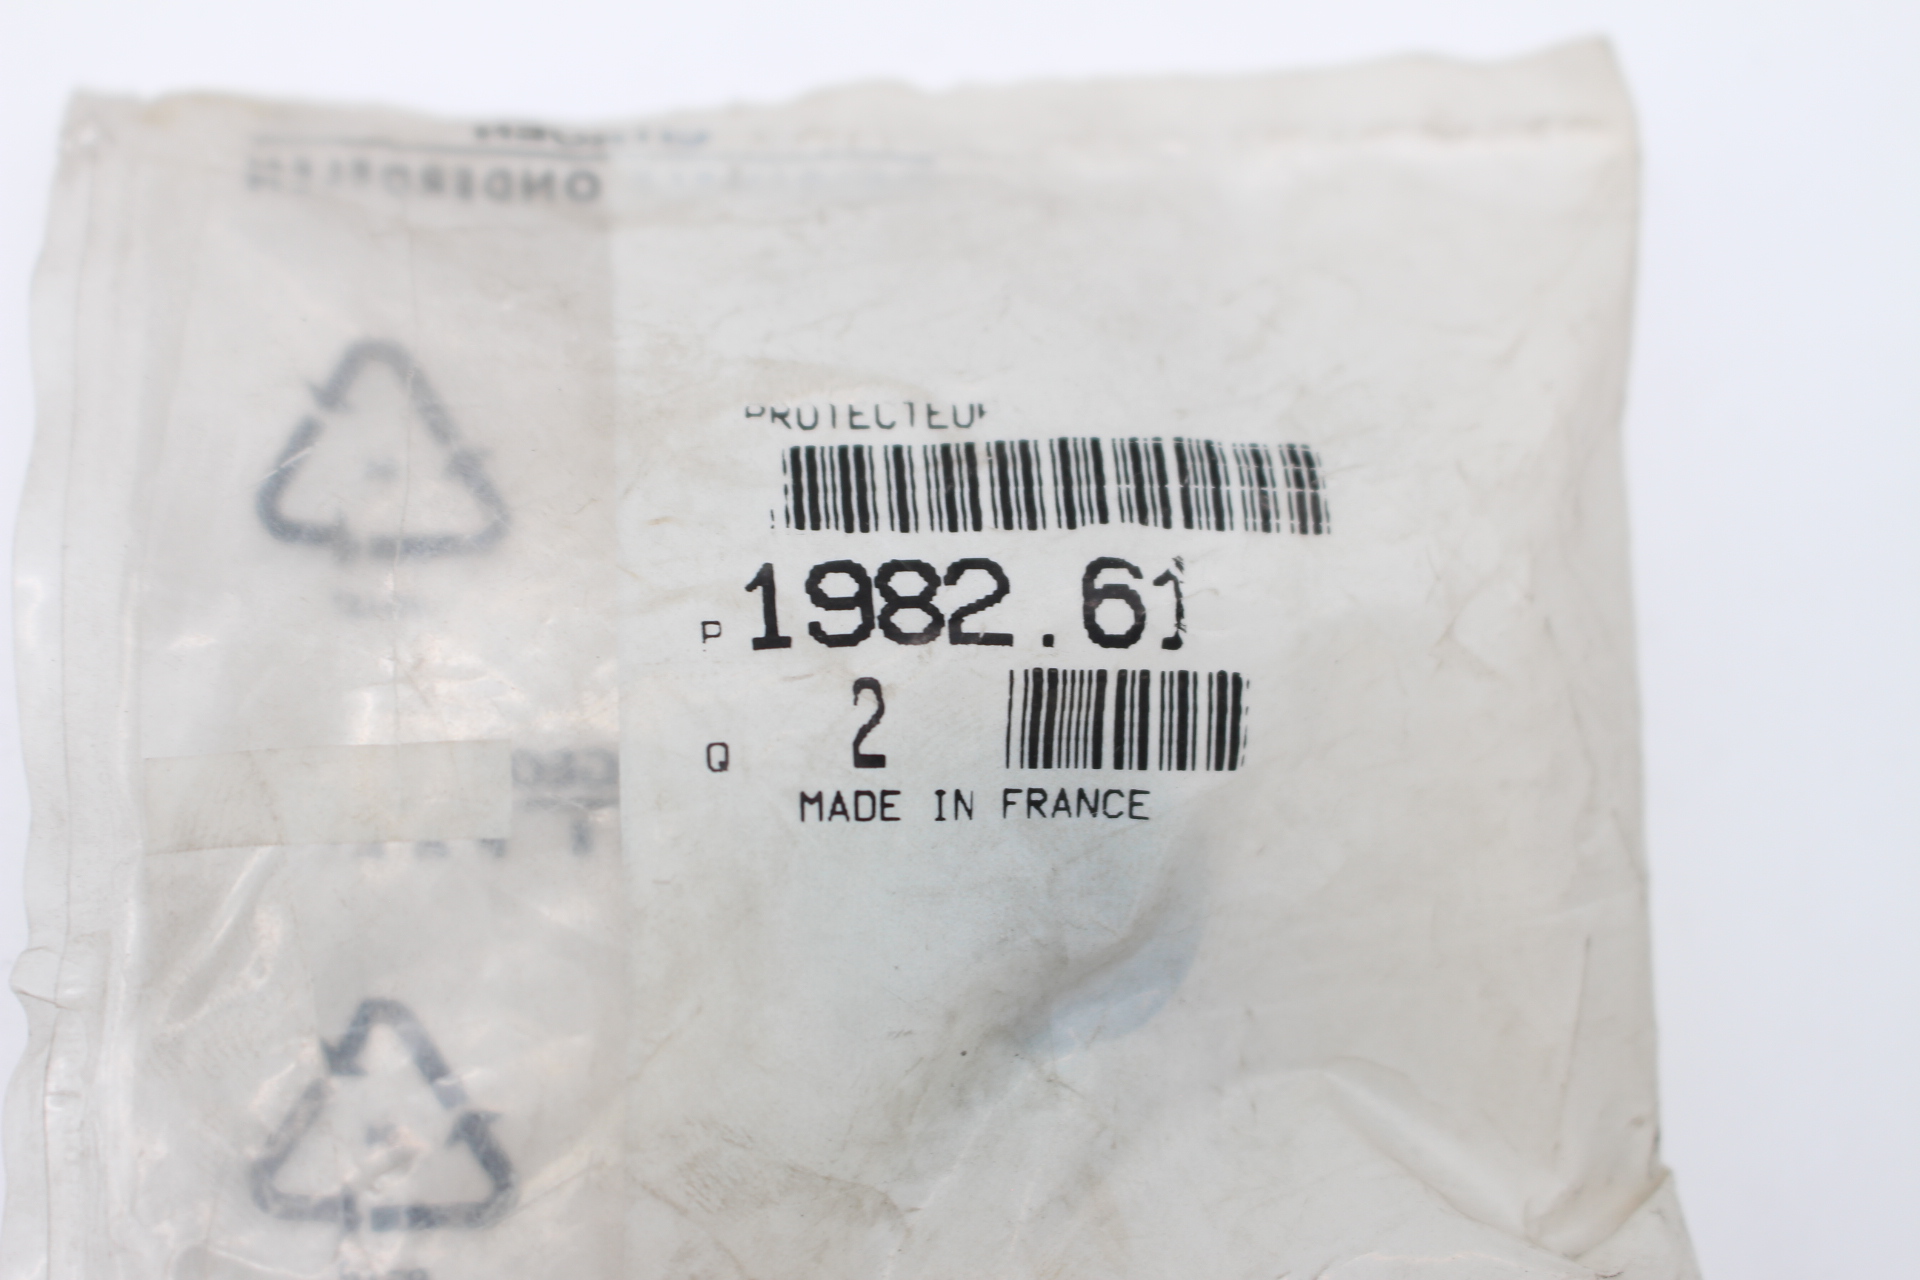 PROTECTEUR
P 1982.61
Q 2
MADE IN FRANCE